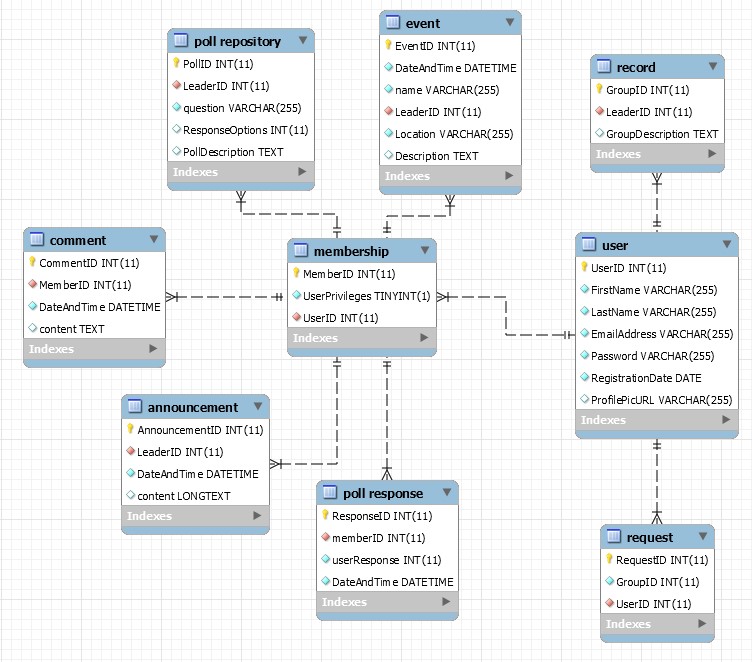 poll repository
PollID INT(11)
LeaderID INT(11)
question VARCHAR(255)
ResponseOptions INT(11)
PollDescription TEXT
Indexes
event
EventID INT(11)
DateAndTime DATETIME
name VARCHAR(255)
LeaderID INT(11)
Location VARCHAR(255)
Description TEXT
Indexes
record
GroupID INT(11)
LeaderID INT(11)
GroupDescription TEXT
Indexes
comment
CommentID INT(11)
MemberID INT(11)
DateAndTime DATETIME
content TEXT
Indexes
membership
MemberID INT(11)
UserPrivileges TINYINT(1)
UserID INT(11)
Indexes
user
UserID INT(11)
FirstName VARCHAR(255)
LastName VARCHAR(255)
EmailAddress VARCHAR(255)
Password VARCHAR(255)
RegistrationDate DATE
ProfilePicURL VARCHAR(255)
Indexes
announcement
AnnouncementID INT(11)
LeaderID INT(11)
DateAndTime DATETIME
content LONGTEXT
Indexes
poll response
ResponseID INT(11)
memberID INT(11)
userResponse INT(11)
DateAndTime DATETIME
Indexes
request
RequestID INT(11)
GroupID INT(11)
UserID INT(11)
Indexes